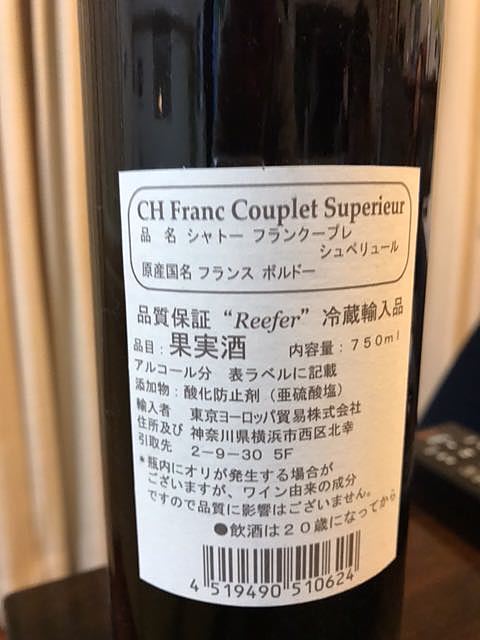 CH Franc Couplet Superieur
品 名 シャトー フランクープレ
シュペリュール
原産国名 フランス ボルドー
品質保証 “Reefer” 冷蔵輸入品
品目：果実酒 内容量：750ml
アルコール分 表ラベルに記載
添加物：酸化防止剤（亜硫酸塩）
輸入者 東京ヨーロッパ貿易株式会社
住所及び 神奈川県横浜市西区北幸
引取先 2-9-30 5F
*瓶内にオリが発生する場合が
ございますが、ワイン由来の成分
ですので品質に影響はございません。
●飲酒は20歳になってから
4 519490 510624